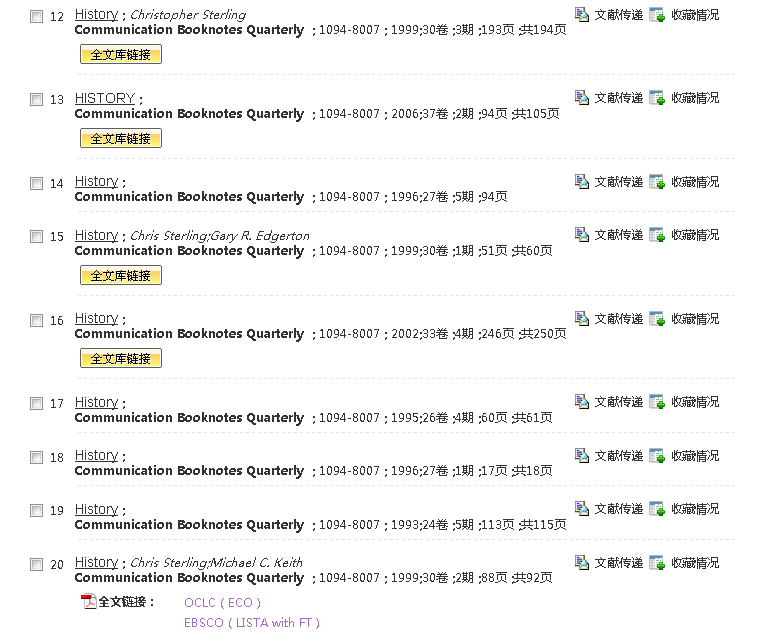 12 History ; Christopher Sterling 文献传递 收藏情况
Communication Booknotes Quarterly ; 1094-8007 ; 1999;30卷 ;3期 ;193页 ;共194页
全文库链接
13 HISTORY ; 文献传递 收藏情况
Communication Booknotes Quarterly ; 1094-8007 ; 2006;37卷 ;2期 ;94页 ;共105页
全文库链接
14 History ; 文献传递 收藏情况
Communication Booknotes Quarterly ; 1094-8007 ; 1996;27卷 ;5期 ;94页
15 History ; Chris Sterling;Gary R. Edgerton 文献传递 收藏情况
Communication Booknotes Quarterly ; 1094-8007 ; 1999;30卷 ;1期 ;51页 ;共60页
全文库链接
16 History ; 文献传递 收藏情况
Communication Booknotes Quarterly ; 1094-8007 ; 2002;33卷 ;4期 ;246页 ;共250页
全文库链接
17 History ; 文献传递 收藏情况
Communication Booknotes Quarterly ; 1094-8007 ; 1995;26卷 ;4期 ;60页 ;共61页
18 History ; 文献传递 收藏情况
Communication Booknotes Quarterly ; 1094-8007 ; 1996;27卷 ;1期 ;17页 ;共18页
19 History ; 文献传递 收藏情况
Communication Booknotes Quarterly ; 1094-8007 ; 1993;24卷 ;5期 ;113页 ;共115页
20 History ; Chris Sterling;Michael C. Keith 文献传递 收藏情况
Communication Booknotes Quarterly ; 1094-8007 ; 1999;30卷 ;2期 ;88页 ;共92页
全文链接： OCLC ( ECO )
EBSCO ( LISTA with FT )